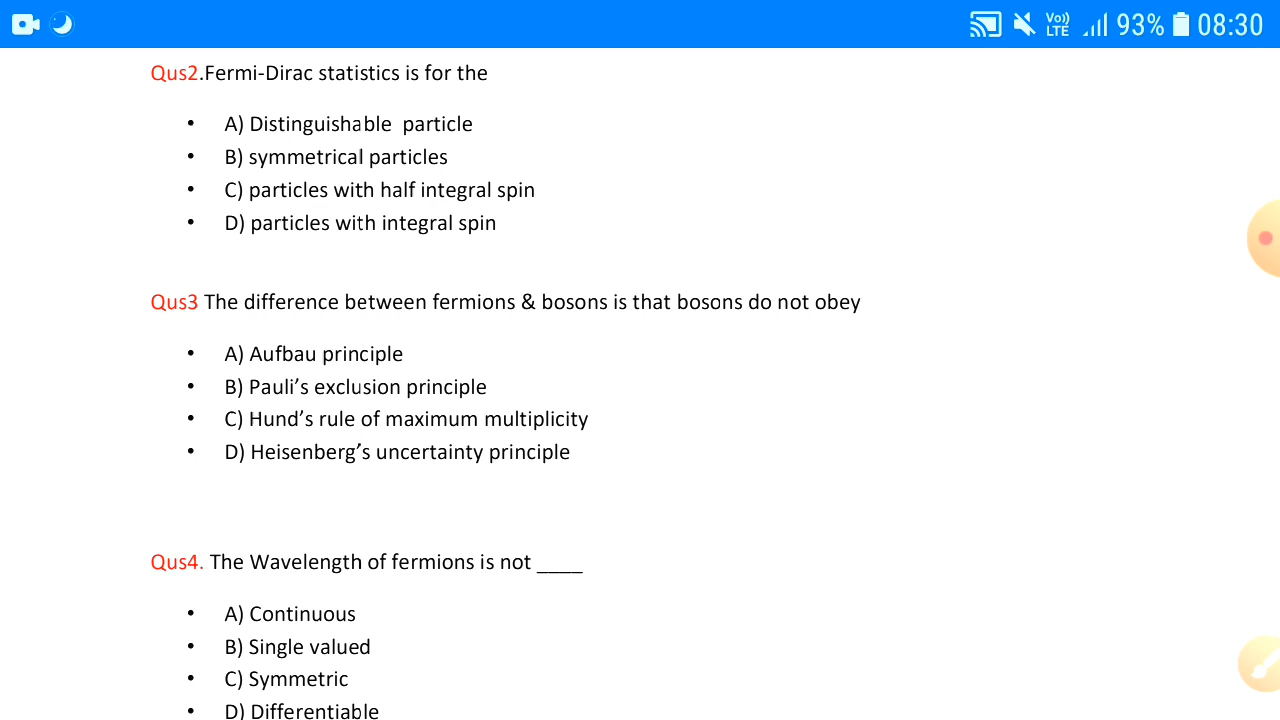 Vo)) LTE 93% 08:30
Qus2.Fermi-Dirac statistics is for the
• A) Distinguishable particle
• B) symmetrical particles
• C) particles with half integral spin
• D) particles with integral spin
Qus3 The difference between fermions & bosons is that bosons do not obey
• A) Aufbau principle
• B) Pauli’s exclusion principle
• C) Hund’s rule of maximum multiplicity
• D) Heisenberg’s uncertainty principle
Qus4. The Wavelength of fermions is not ____
• A) Continuous
• B) Single valued
• C) Symmetric
• D) Differentiable